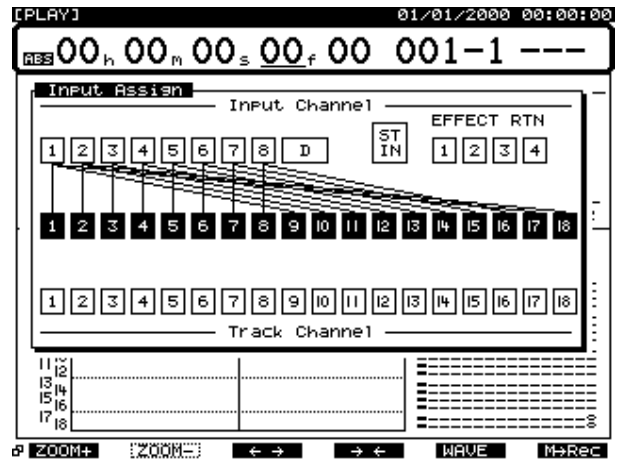 [PLAY] 01/01/2000 00:00:00
ABS 00h 00m 00s 00f 00 001-1 ---
Input Assign
Input Channel
EFFECT RTN
1 2 3 4 5 6 7 8 D ST IN 1 2 3 4
1 2 3 4 5 6 7 8 9 10 11 12 13 14 15 16 17 18
1 2 3 4 5 6 7 8 9 10 11 12 13 14 15 16 17 18
Track Channel
11 12
13 14
15 16
17 18
ZOOM+ ZOOM- ← → → ← WAVE M→Rec